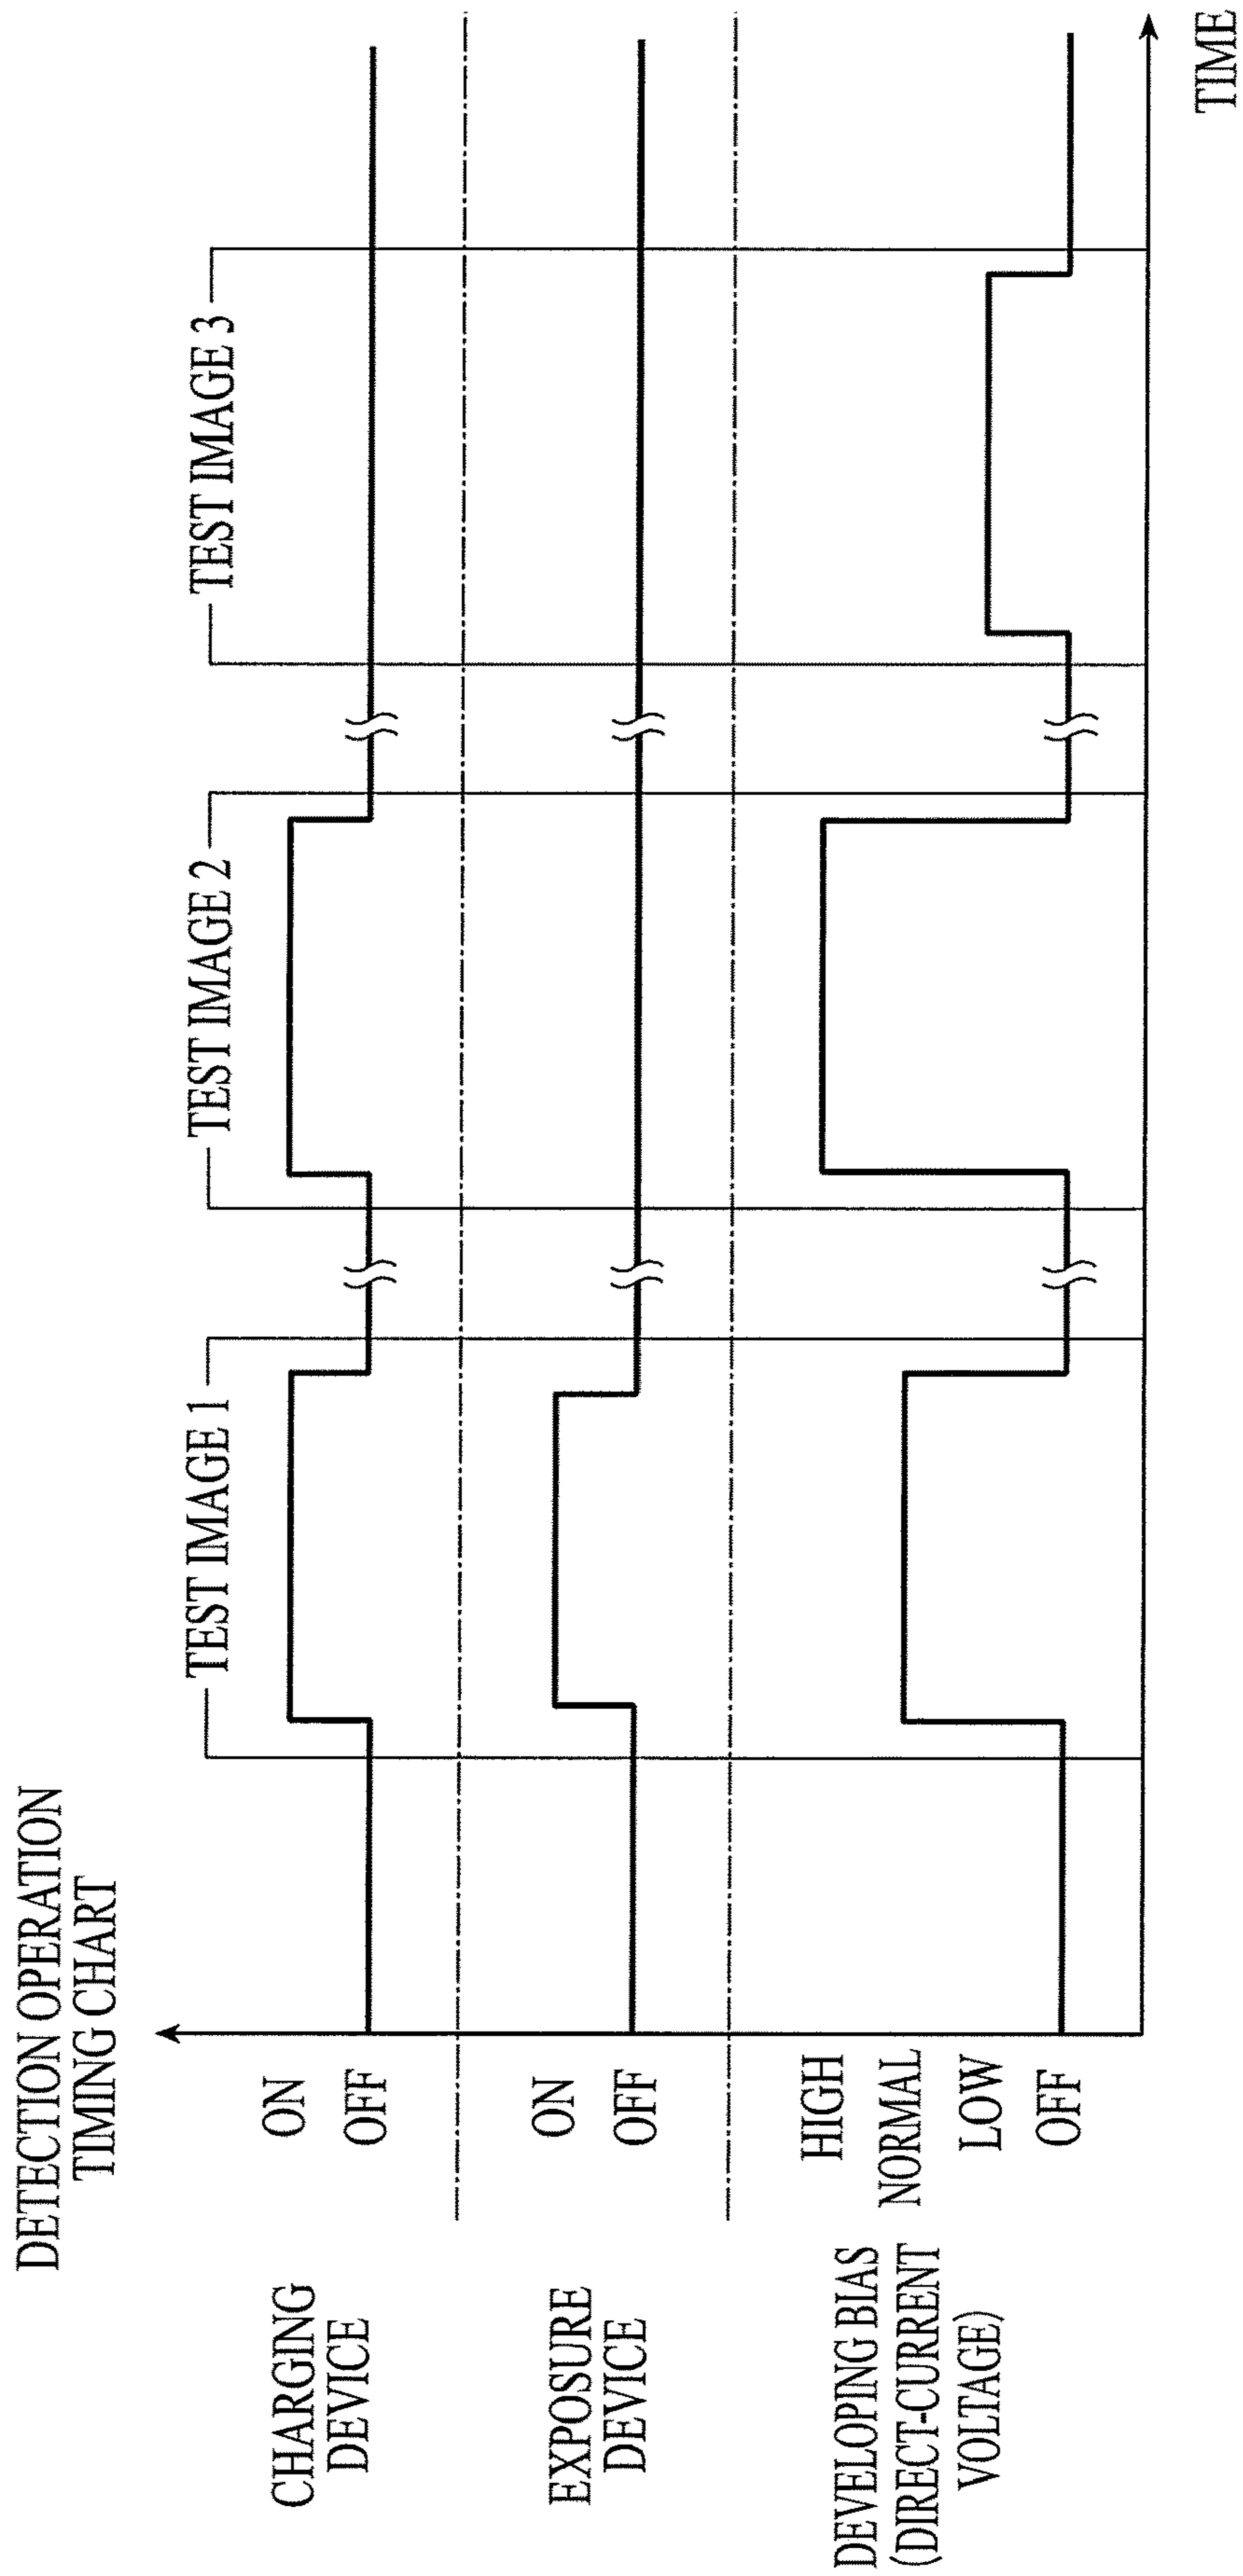 DETECTION OPERATION
TIMING CHART
TEST IMAGE 1
TEST IMAGE 2
TEST IMAGE 3
CHARGING
DEVICE
ON
OFF
EXPOSURE
DEVICE
ON
OFF
DEVELOPING BIAS
(DIRECT-CURRENT
VOLTAGE)
HIGH
NORMAL
LOW
OFF
TIME